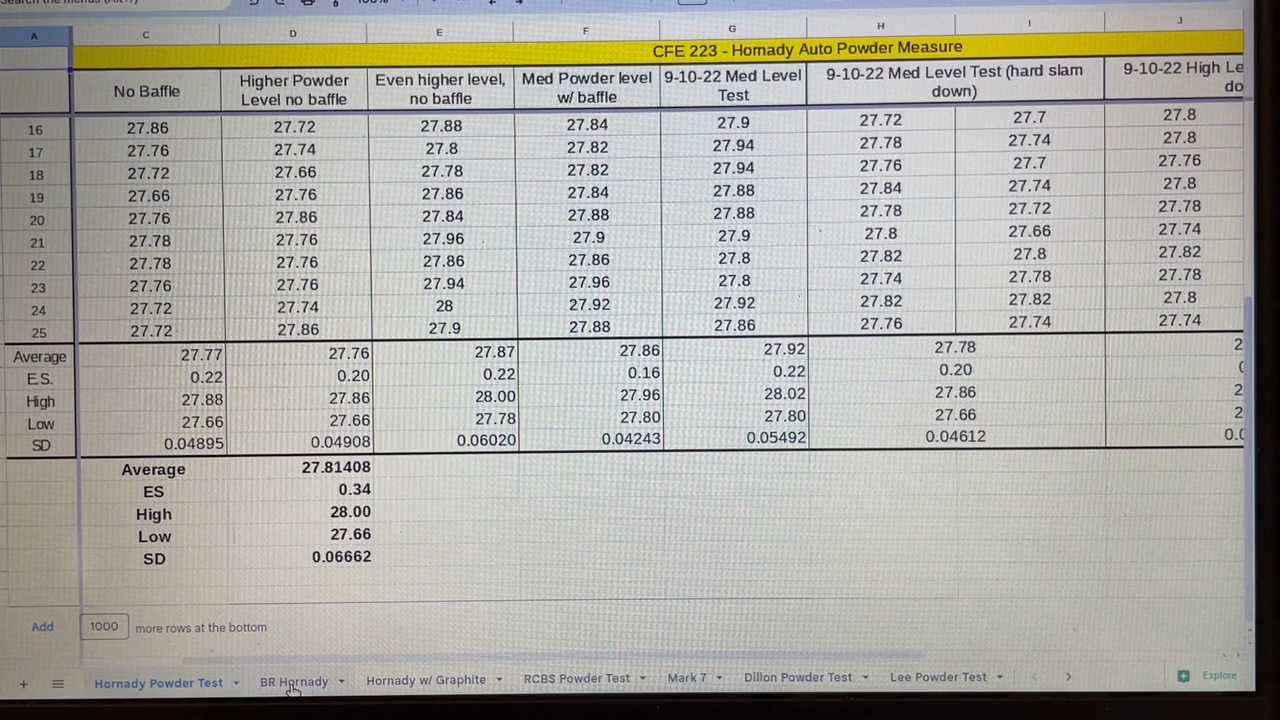 A C D E F G H I J
CFE 223 - Hornady Auto Powder Measure
No Baffle Higher Powder Level no baffle Even higher level, no baffle Med Powder level w/ baffle 9-10-22 Med Level Test 9-10-22 Med Level Test (hard slam down) 9-10-22 High Le do
16 27.86 27.72 27.88 27.84 27.9 27.72 27.7 27.8
17 27.76 27.74 27.8 27.82 27.94 27.78 27.74 27.8
18 27.72 27.66 27.78 27.82 27.94 27.76 27.7 27.76
19 27.66 27.76 27.86 27.84 27.88 27.84 27.74 27.8
20 27.76 27.86 27.84 27.88 27.88 27.78 27.72 27.78
21 27.78 27.76 27.96 27.9 27.9 27.8 27.66 27.74
22 27.78 27.76 27.86 27.86 27.8 27.82 27.8 27.82
23 27.76 27.76 27.94 27.96 27.8 27.74 27.78 27.78
24 27.72 27.74 28 27.92 27.92 27.82 27.82 27.8
25 27.72 27.86 27.9 27.88 27.86 27.76 27.74 27.74
Average 27.77 27.76 27.87 27.86 27.92 27.78 2
E.S. 0.22 0.20 0.22 0.16 0.22 0.20
High 27.88 27.86 28.00 27.96 28.02 27.86 2
Low 27.66 27.66 27.78 27.80 27.80 27.66 2
SD 0.04895 0.04908 0.06020 0.04243 0.05492 0.04612 0.0
Average 27.81408
ES 0.34
High 28.00
Low 27.66
SD 0.06662
Add 1000 more rows at the bottom
+ Hornady Powder Test BR Hornady Hornady w/ Graphite RCBS Powder Test Mark 7 Dillon Powder Test Lee Powder Test Explore